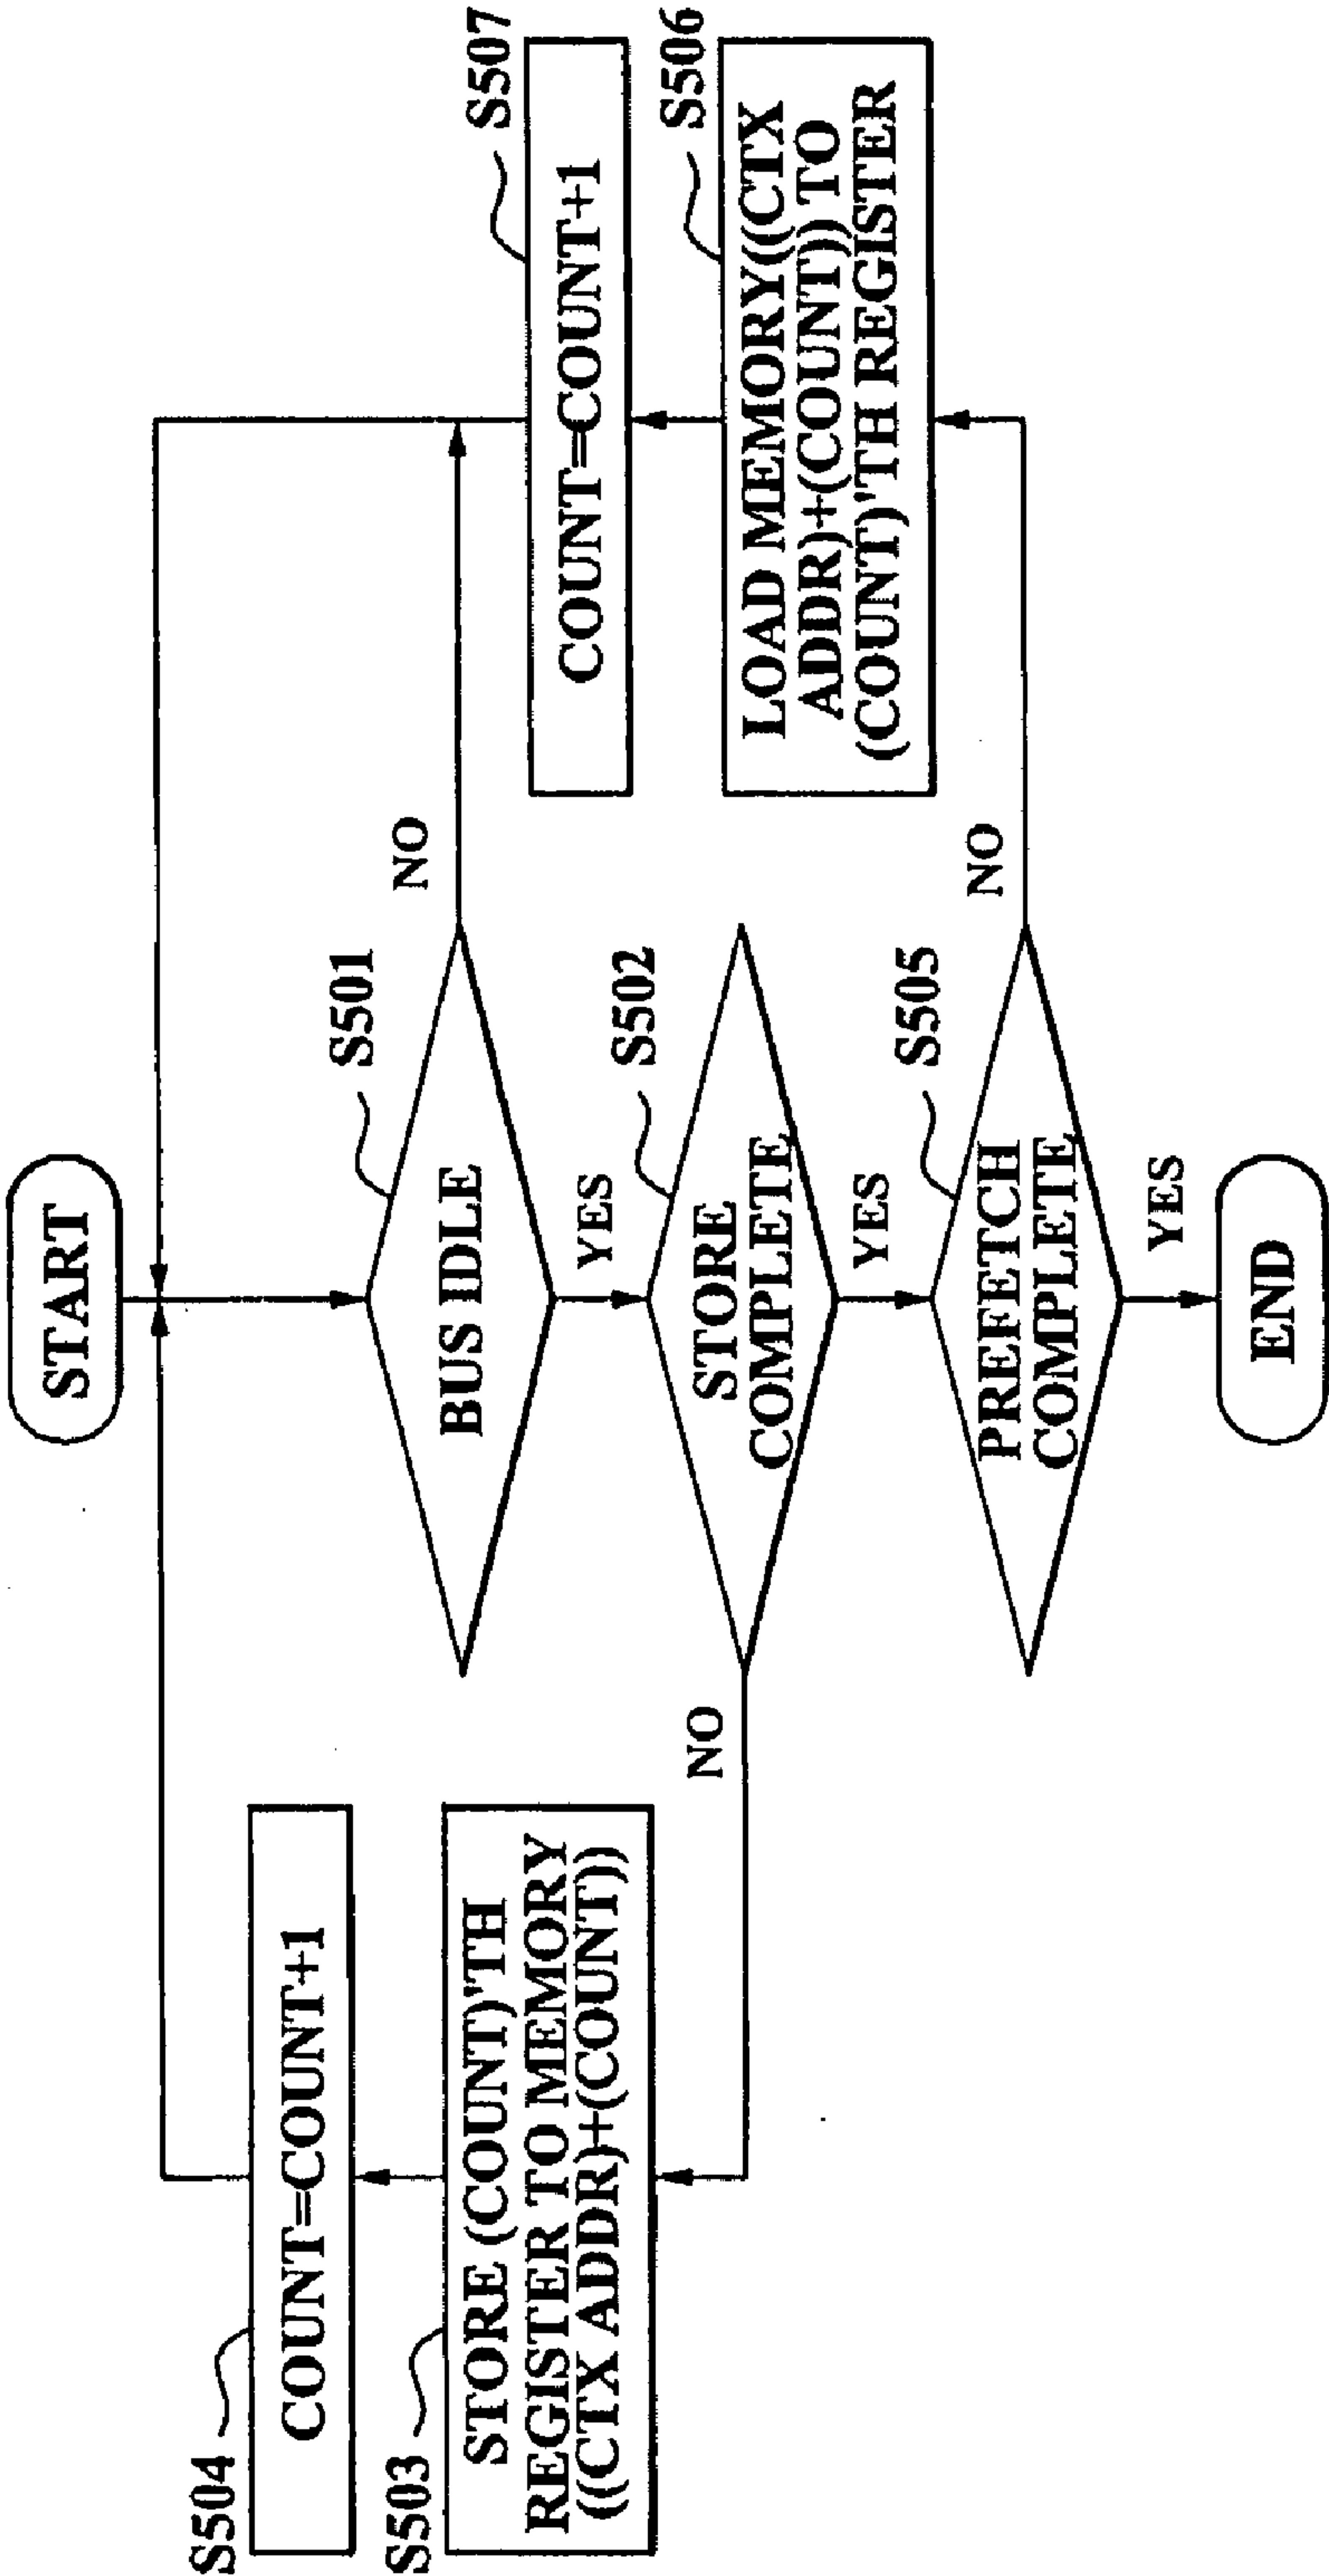 START
S501
BUS IDLE
NO
YES
S502
STORE
COMPLETE
NO
YES
S504
COUNT=COUNT+1
S503
STORE (COUNT)'TH
REGISTER TO MEMORY
((CTX ADDR)+(COUNT))
S505
PREFETCH
COMPLETE
NO
YES
S507
COUNT=COUNT+1
S506
LOAD MEMORY((CTX
ADDR)+(COUNT)) TO
(COUNT)'TH REGISTER
END